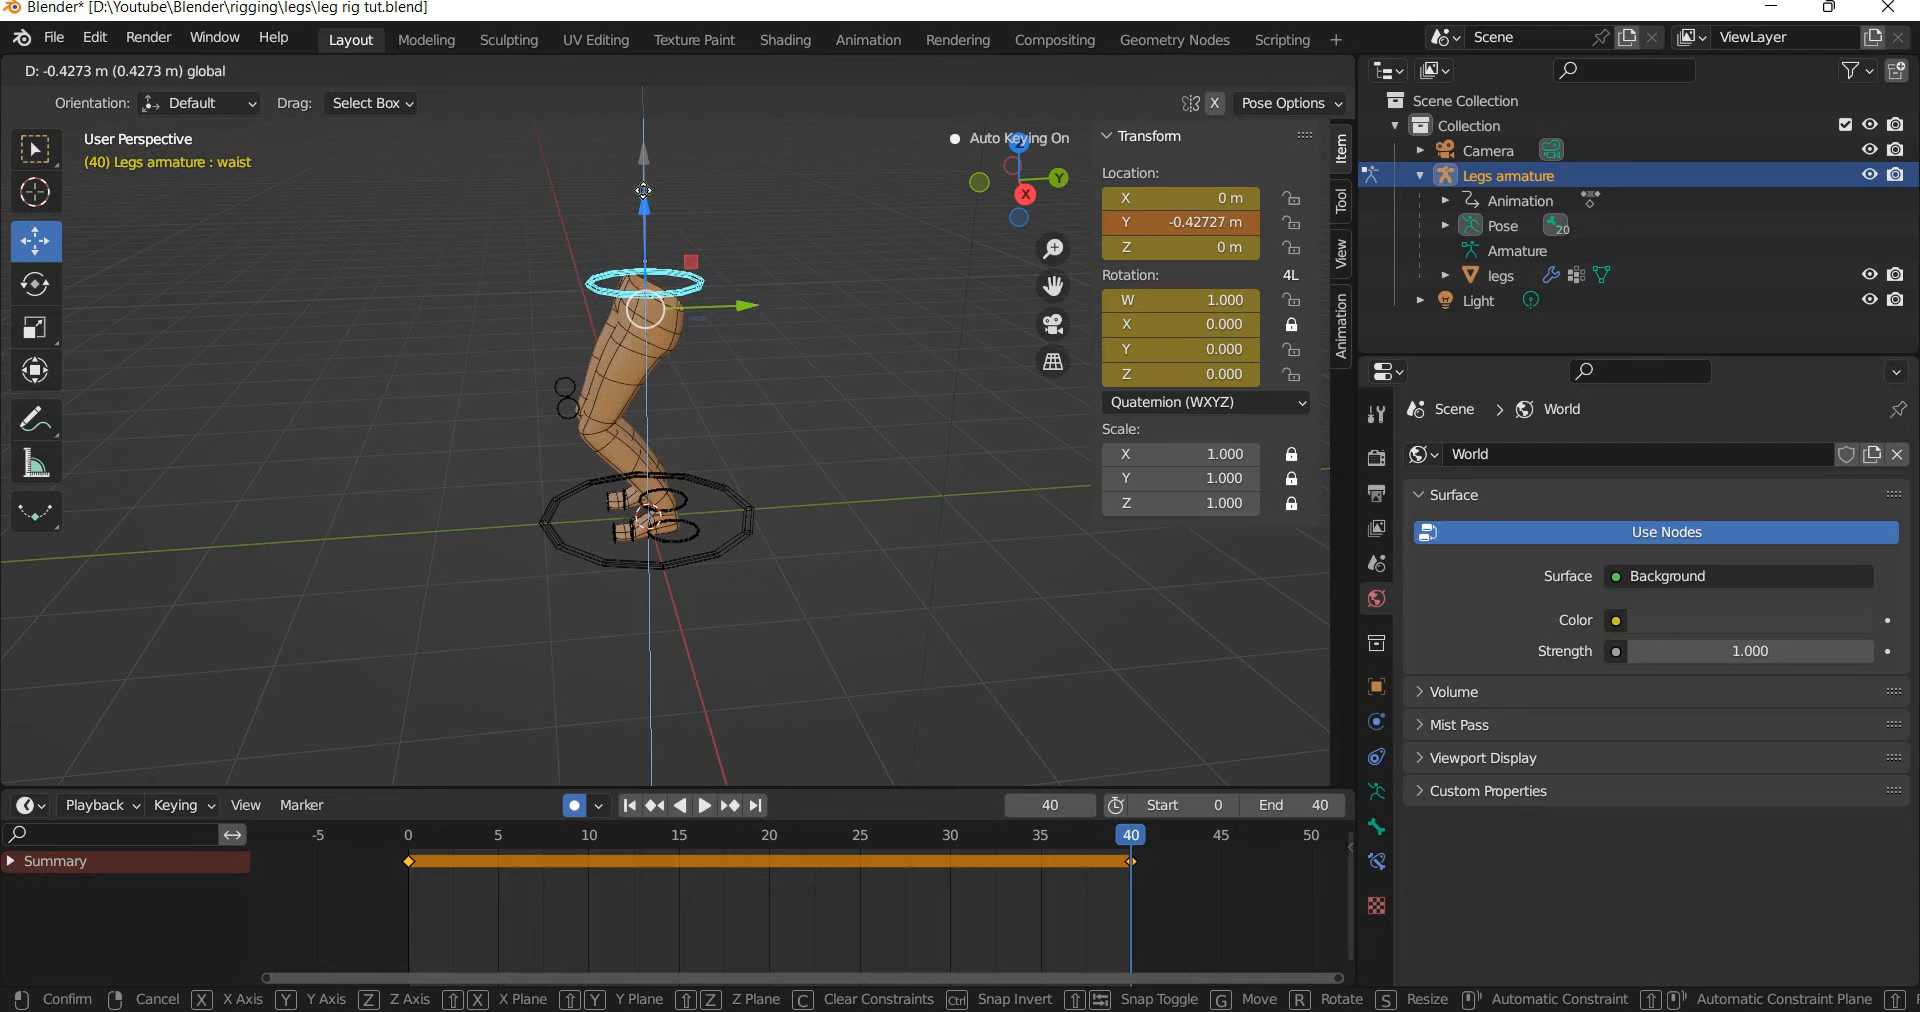 Blender* [D:\Youtube\Blender\rigging\legs\leg rig tut.blend]
File Edit Render Window Help Layout Modeling Sculpting UV Editing Texture Paint Shading Animation Rendering Compositing Geometry Nodes Scripting + Scene ViewLayer
D: -0.4273 m (0.4273 m) global
Orientation: Default Drag: Select Box X Pose Options
User Perspective
(40) Legs armature : waist
Auto Keying On
Z
Y
X
Transform
Location:
X 0 m
Y -0.42727 m
Z 0 m
Rotation: 4L
W 1.000
X 0.000
Y 0.000
Z 0.000
Quaternion (WXYZ)
Scale:
X 1.000
Y 1.000
Z 1.000
Item
Tool
View
Animation
Scene Collection
Collection
Camera
Legs armature
Animation
Pose 20
Armature
legs
Light
Scene > World
World
Surface
Use Nodes
Surface Background
Color
Strength 1.000
Volume
Mist Pass
Viewport Display
Custom Properties
Playback Keying View Marker 40 Start 0 End 40
-5 0 5 10 15 20 25 30 35 40 45 50
Summary
Confirm Cancel X X Axis Y Y Axis Z Z Axis X X Plane Y Y Plane Z Z Plane C Clear Constraints Ctrl Snap Invert Snap Toggle G Move R Rotate S Resize Automatic Constraint Automatic Constraint Plane